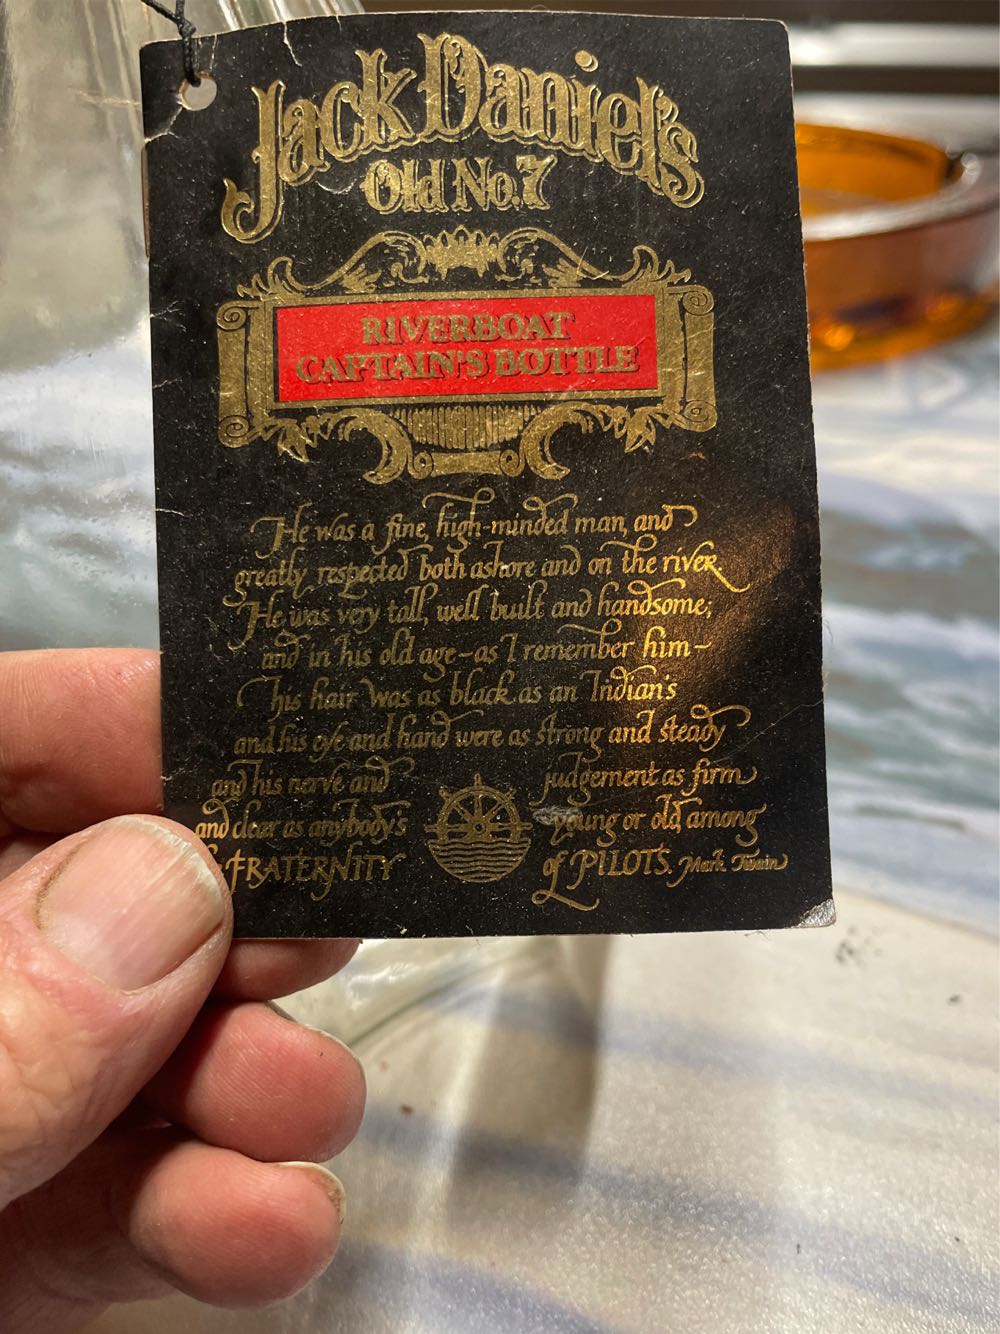 Jack Daniel's
Old No.7
RIVERBOAT
CAPTAIN'S BOTTLE
He was a fine, high-minded man, and
greatly respected both ashore and on the river.
He was very tall, well built and handsome;
and in his old age—as I remember him—
his hair was as black as an Indian's
and his eye and hand were as strong and steady
and his nerve and judgement as firm
and clear as anybody's young or old, among
FRATERNITY of PILOTS. Mark Twain